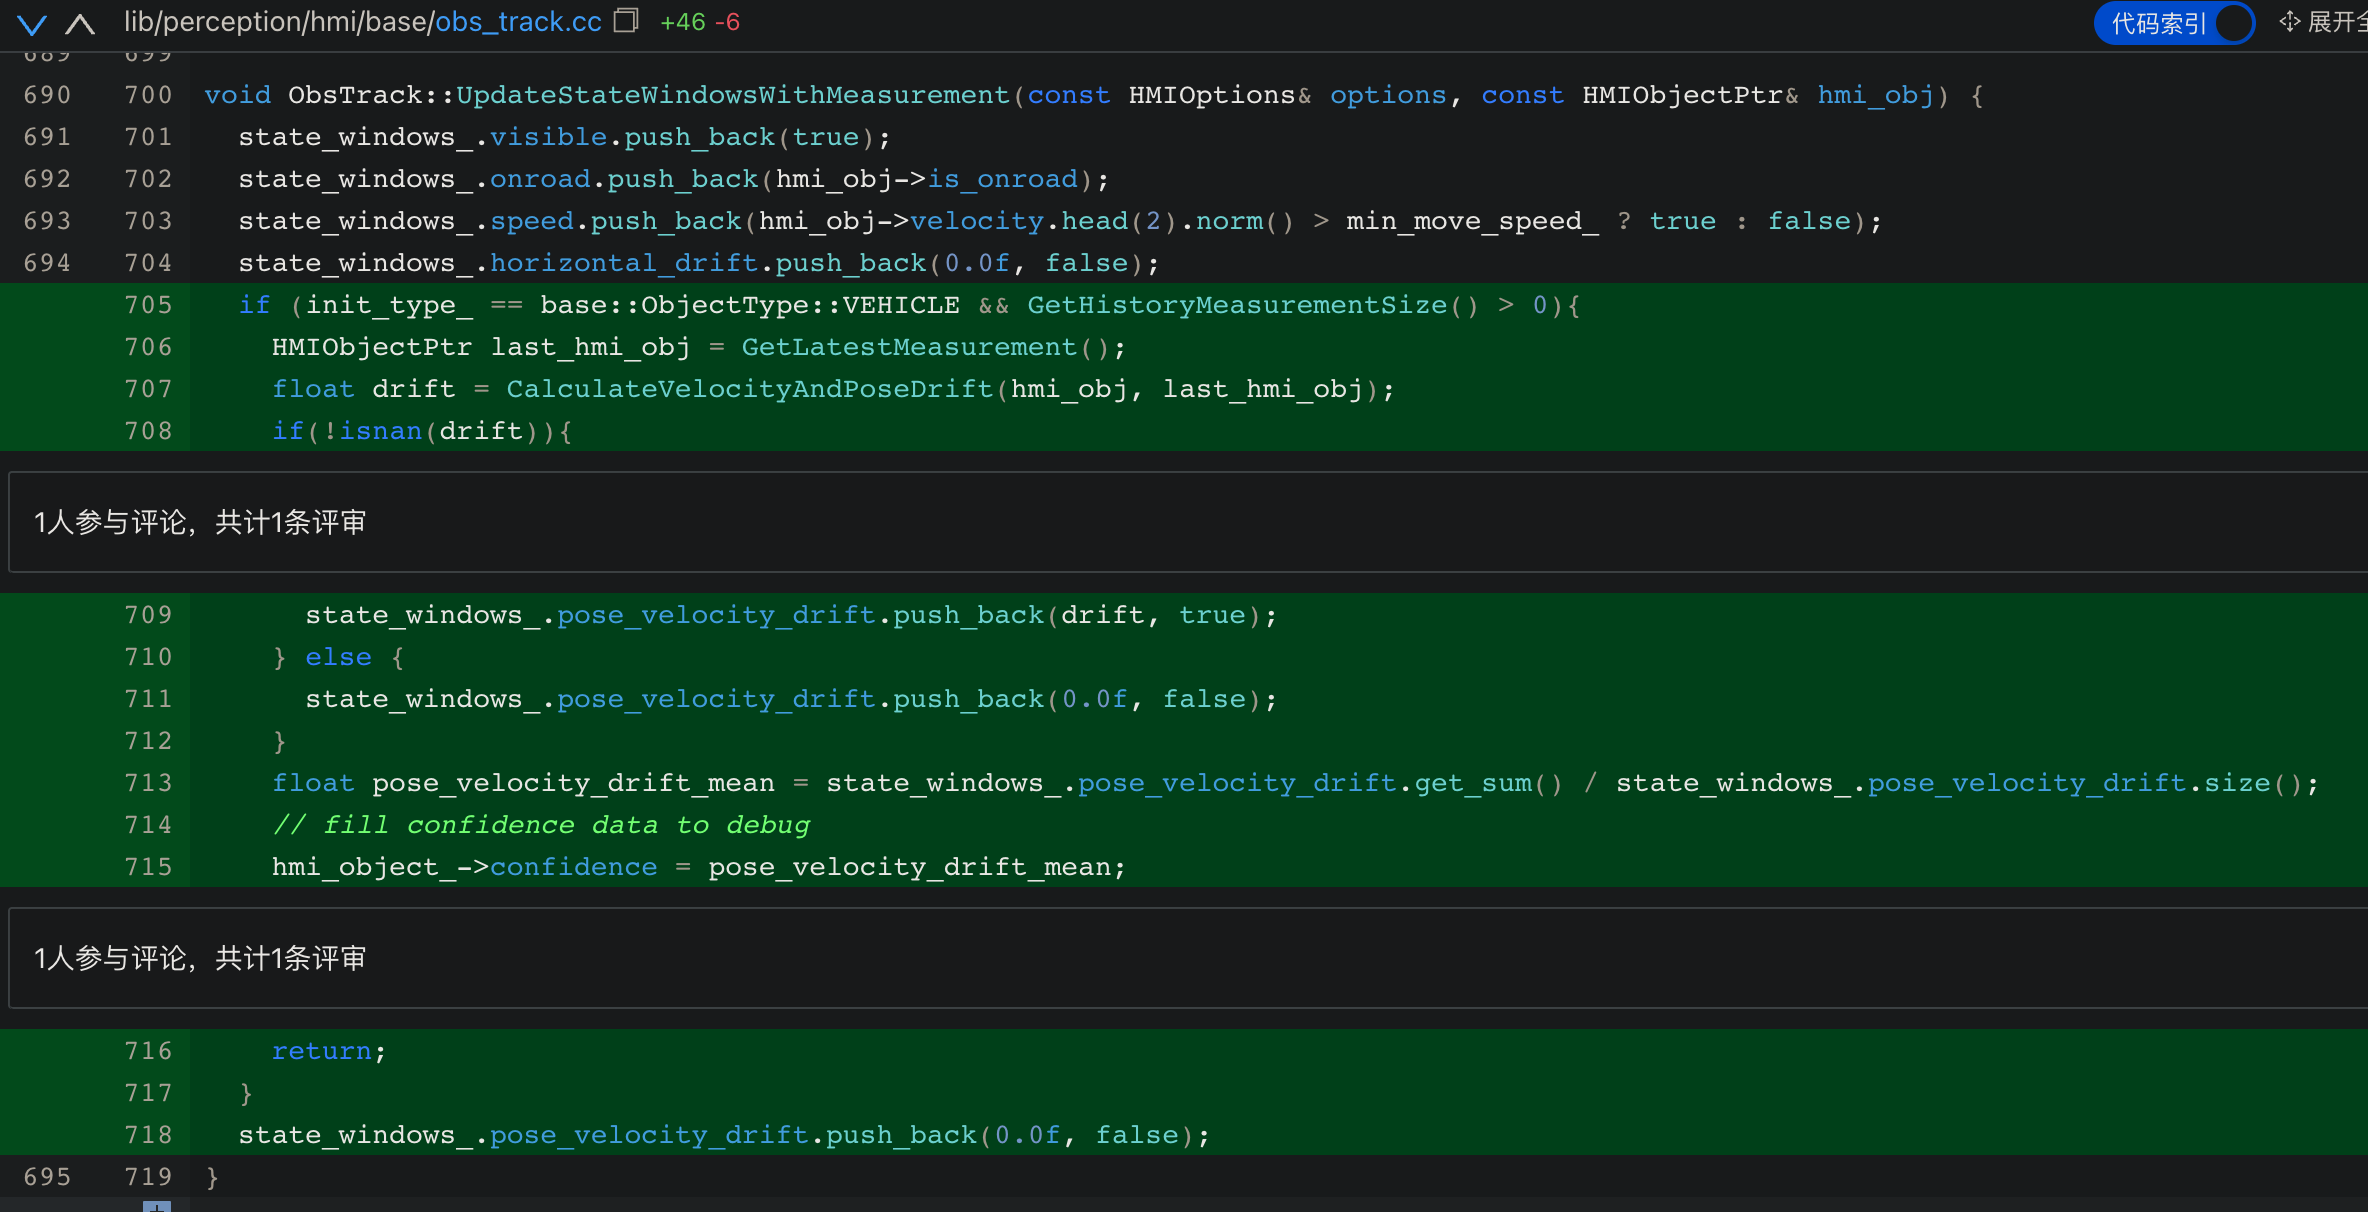 lib/perception/hmi/base/obs_track.cc +46 -6 代码索引 展开全
689 699
690 700 void ObsTrack::UpdateStateWindowsWithMeasurement(const HMIOptions& options, const HMIObjectPtr& hmi_obj) {
691 701 state_windows_.visible.push_back(true);
692 702 state_windows_.onroad.push_back(hmi_obj->is_onroad);
693 703 state_windows_.speed.push_back(hmi_obj->velocity.head(2).norm() > min_move_speed_ ? true : false);
694 704 state_windows_.horizontal_drift.push_back(0.0f, false);
705 if (init_type_ == base::ObjectType::VEHICLE && GetHistoryMeasurementSize() > 0){
706 HMIObjectPtr last_hmi_obj = GetLatestMeasurement();
707 float drift = CalculateVelocityAndPoseDrift(hmi_obj, last_hmi_obj);
708 if(!isnan(drift)){
1人参与评论，共计1条评审
709 state_windows_.pose_velocity_drift.push_back(drift, true);
710 } else {
711 state_windows_.pose_velocity_drift.push_back(0.0f, false);
712 }
713 float pose_velocity_drift_mean = state_windows_.pose_velocity_drift.get_sum() / state_windows_.pose_velocity_drift.size();
714 // fill confidence data to debug
715 hmi_object_->confidence = pose_velocity_drift_mean;
1人参与评论，共计1条评审
716 return;
717 }
718 state_windows_.pose_velocity_drift.push_back(0.0f, false);
695 719 }